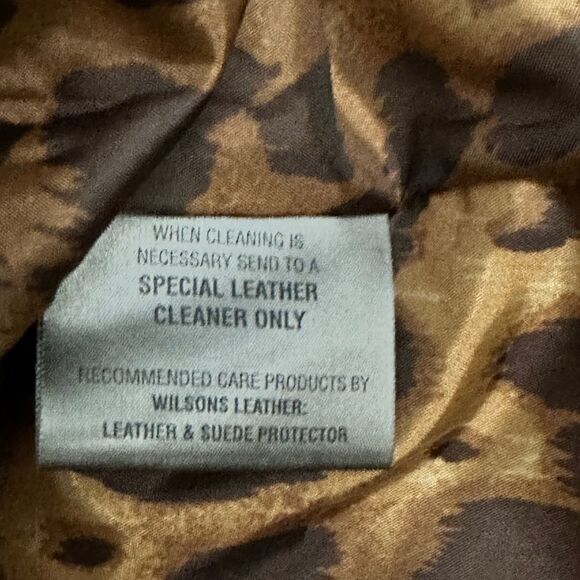 WHEN CLEANING IS
NECESSARY SEND TO A
SPECIAL LEATHER
CLEANER ONLY
RECOMMENDED CARE PRODUCTS BY
WILSONS LEATHER:
LEATHER & SUEDE PROTECTOR